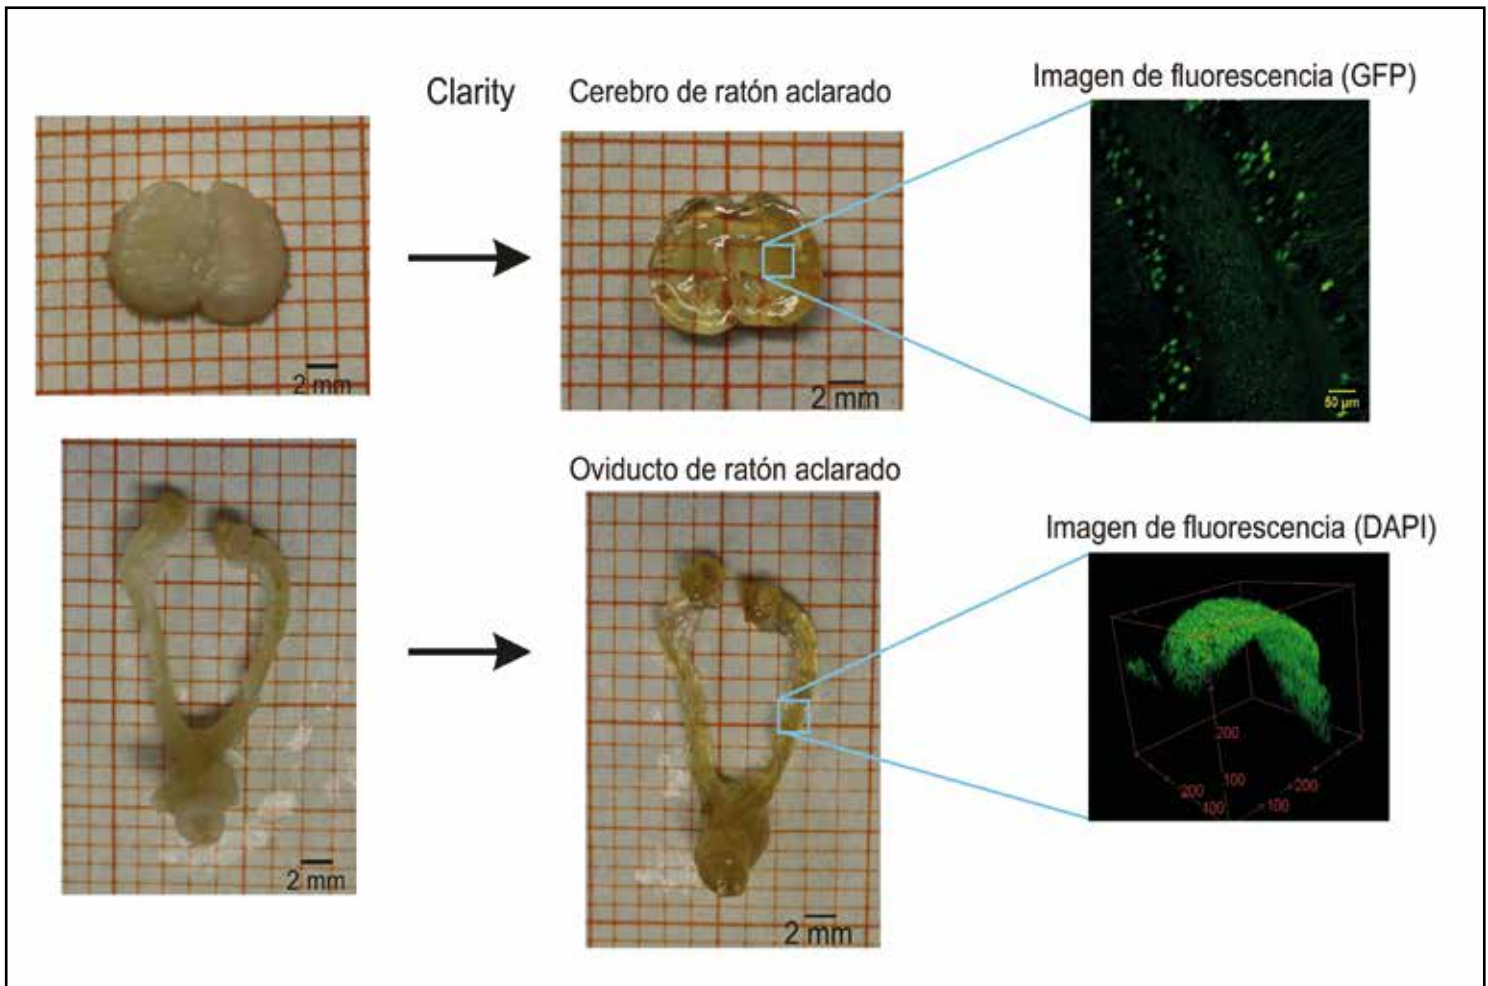 Clarity
Cerebro de ratón aclarado
Imagen de fluorescencia (GFP)
2 mm
2 mm
50 µm
Oviducto de ratón aclarado
Imagen de fluorescencia (DAPI)
200
200
100
200
400
100
2 mm
2 mm